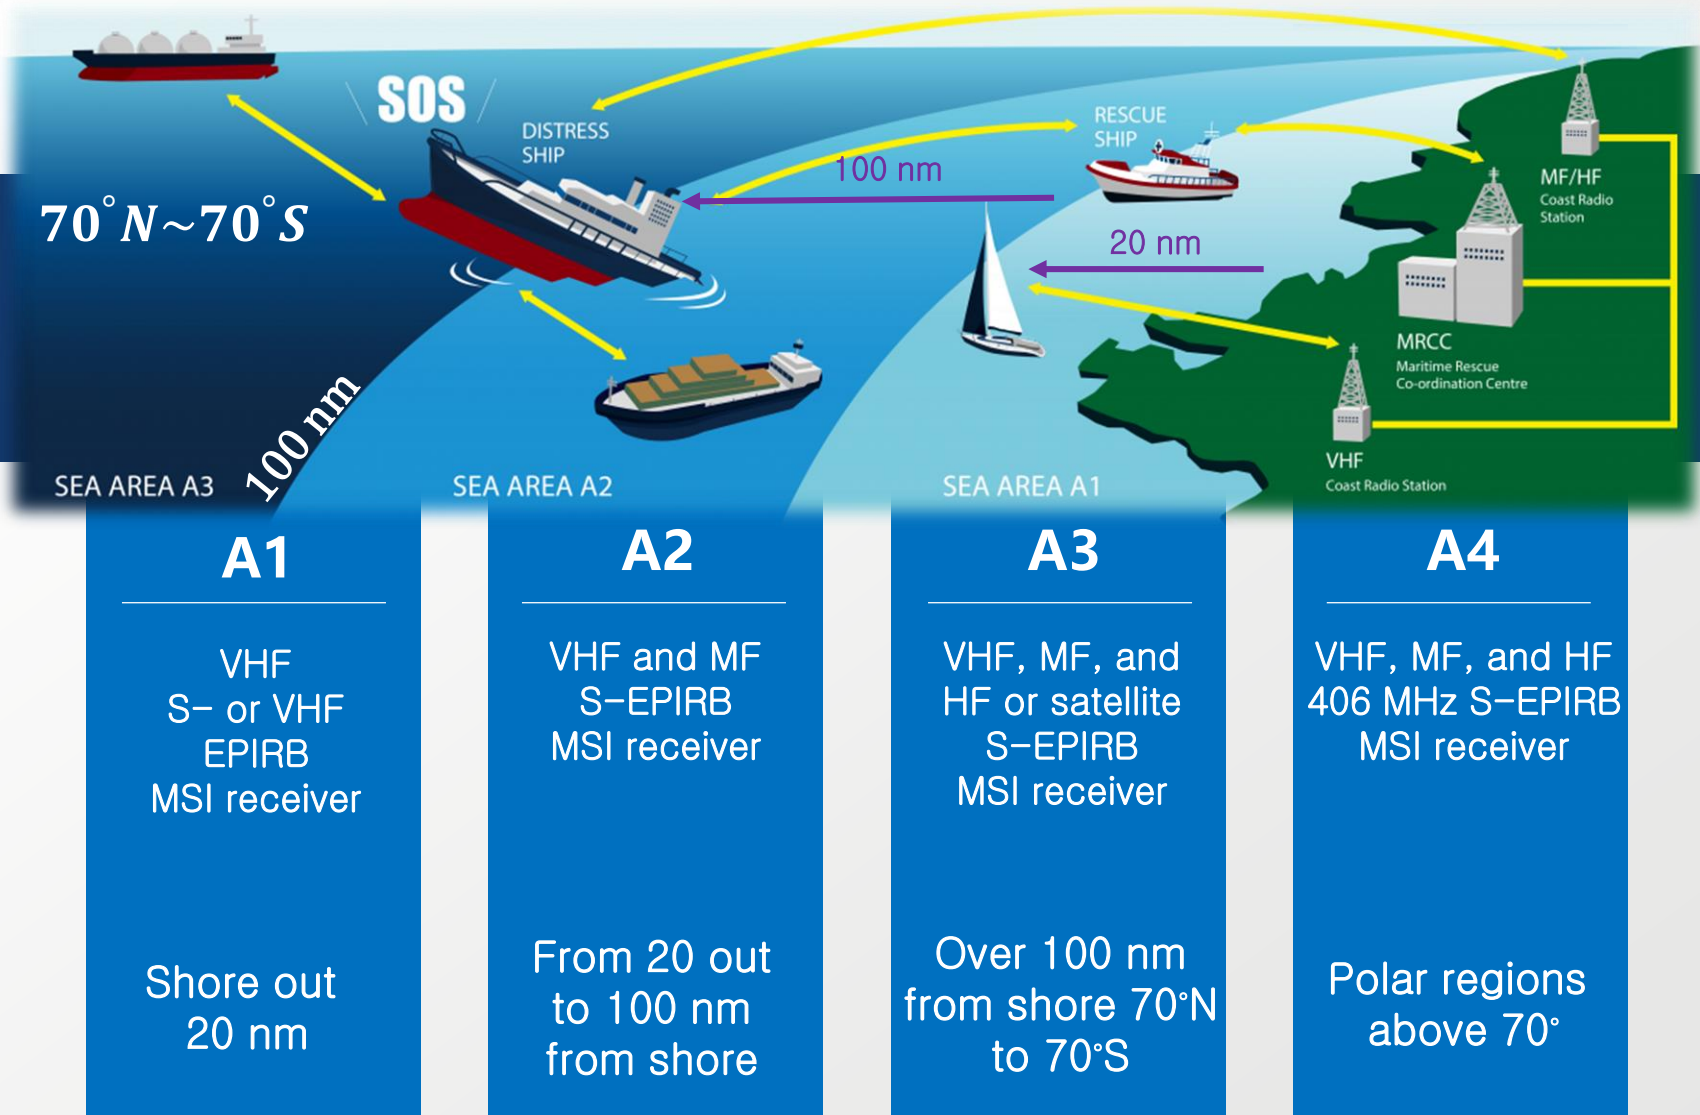 SOS
DISTRESS
SHIP
RESCUE
SHIP
100 nm
70°N~70°S
20 nm
MF/HF
Coast Radio
Station
MRCC
Maritime Rescue
Co-ordination Centre
VHF
Coast Radio Station
100 nm
SEA AREA A3
SEA AREA A2
SEA AREA A1
A1
VHF
S- or VHF
EPIRB
MSI receiver
Shore out
20 nm
A2
VHF and MF
S-EPIRB
MSI receiver
From 20 out
to 100 nm
from shore
A3
VHF, MF, and
HF or satellite
S-EPIRB
MSI receiver
Over 100 nm
from shore 70°N
to 70°S
A4
VHF, MF, and HF
406 MHz S-EPIRB
MSI receiver
Polar regions
above 70°